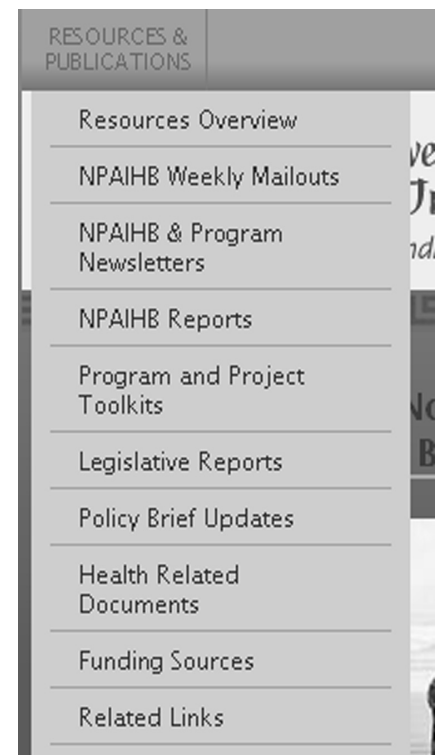 RESOURCES &
PUBLICATIONS
Resources Overview
NPAIHB Weekly Mailouts
NPAIHB & Program
Newsletters
NPAIHB Reports
Program and Project
Toolkits
Legislative Reports
Policy Brief Updates
Health Related
Documents
Funding Sources
Related Links